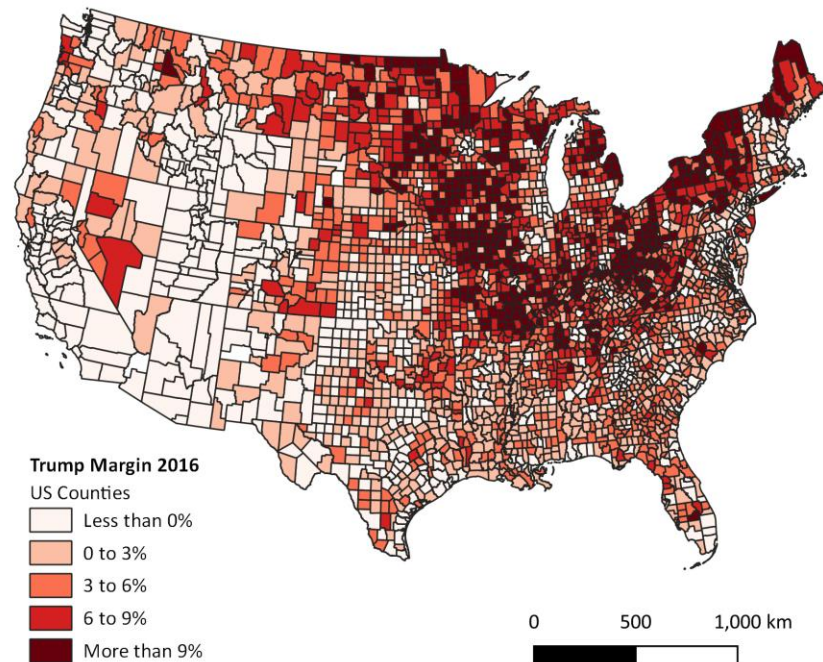 Trump Margin 2016
US Counties
Less than 0%
0 to 3%
3 to 6%
6 to 9%
More than 9%
0 500 1,000 km